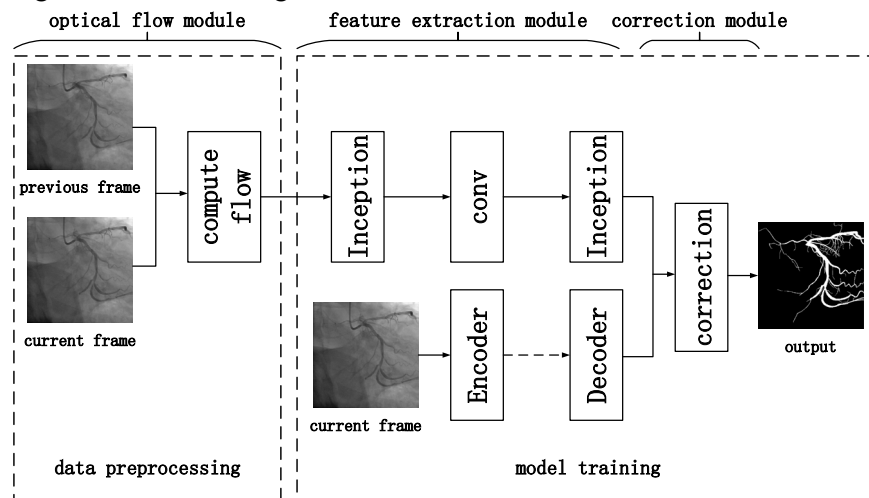 optical flow module
feature extraction module
correction module
previous frame
current frame
compute
flow
Inception
conv
Inception
current frame
Encoder
Decoder
correction
output
data preprocessing
model training